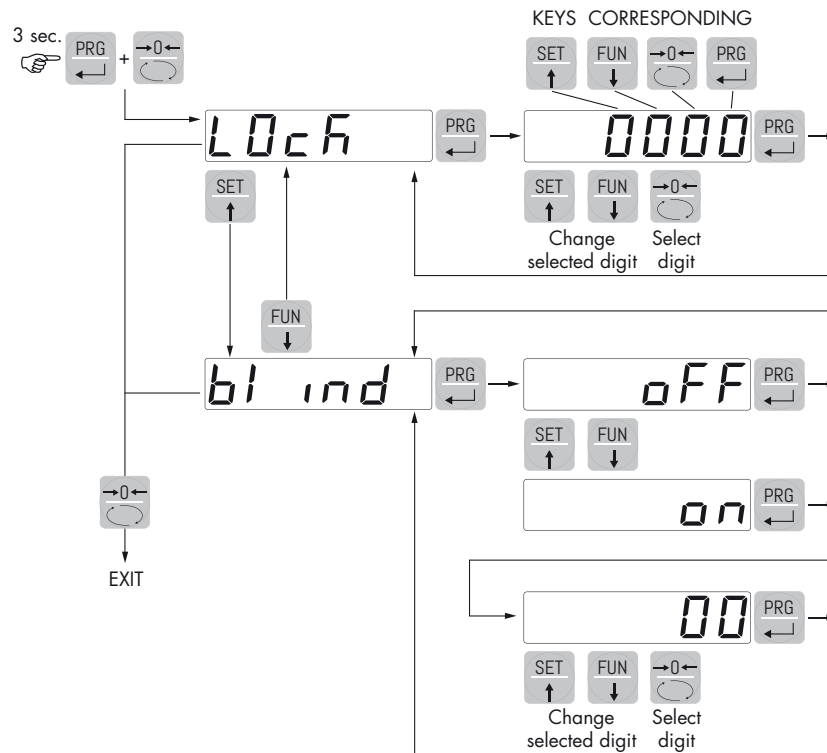 KEYS CORRESPONDING
3 sec.
PRG + →0←
SET FUN →0← PRG
LOcK PRG 0000 PRG
SET
SET FUN →0←
Change Select
selected digit digit
FUN
bl ind PRG oFF PRG
SET FUN
on PRG
→0←
EXIT
00 PRG
SET FUN →0←
Change Select
selected digit digit